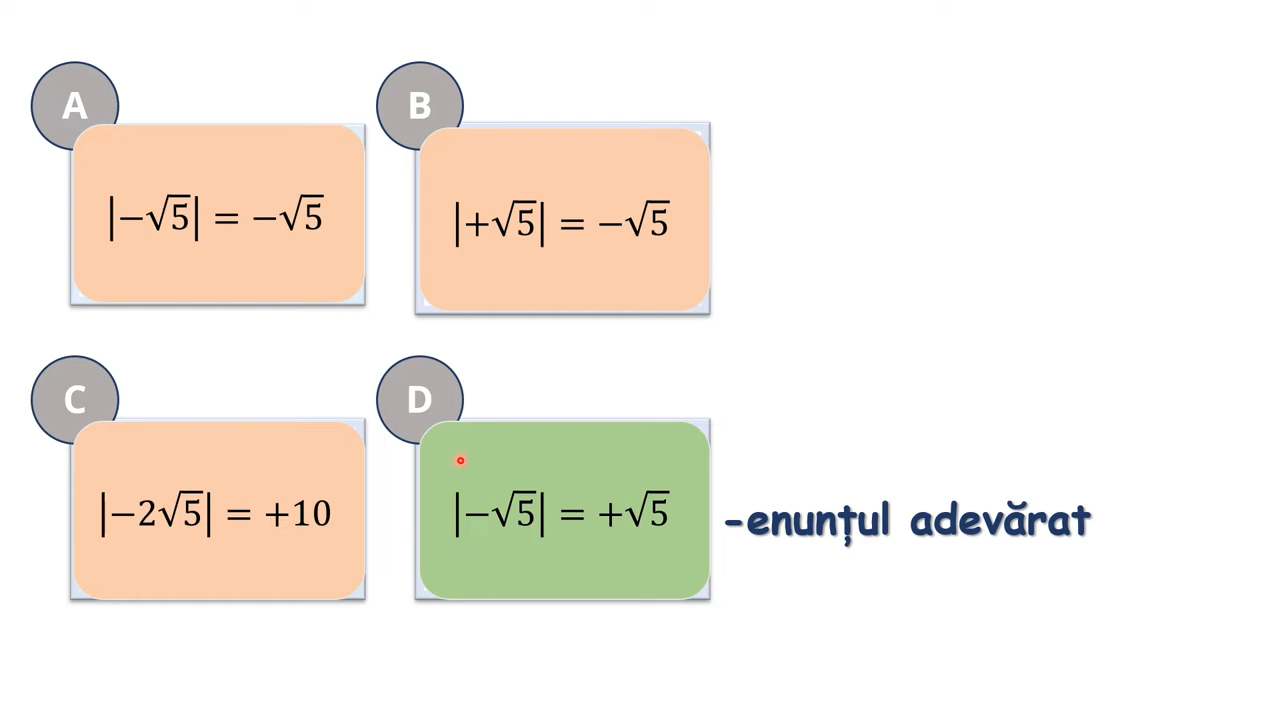 A
|−√5| = −√5
B
|+√5| = −√5
C
|−2√5| = +10
D
|−√5| = +√5
-enunțul adevărat